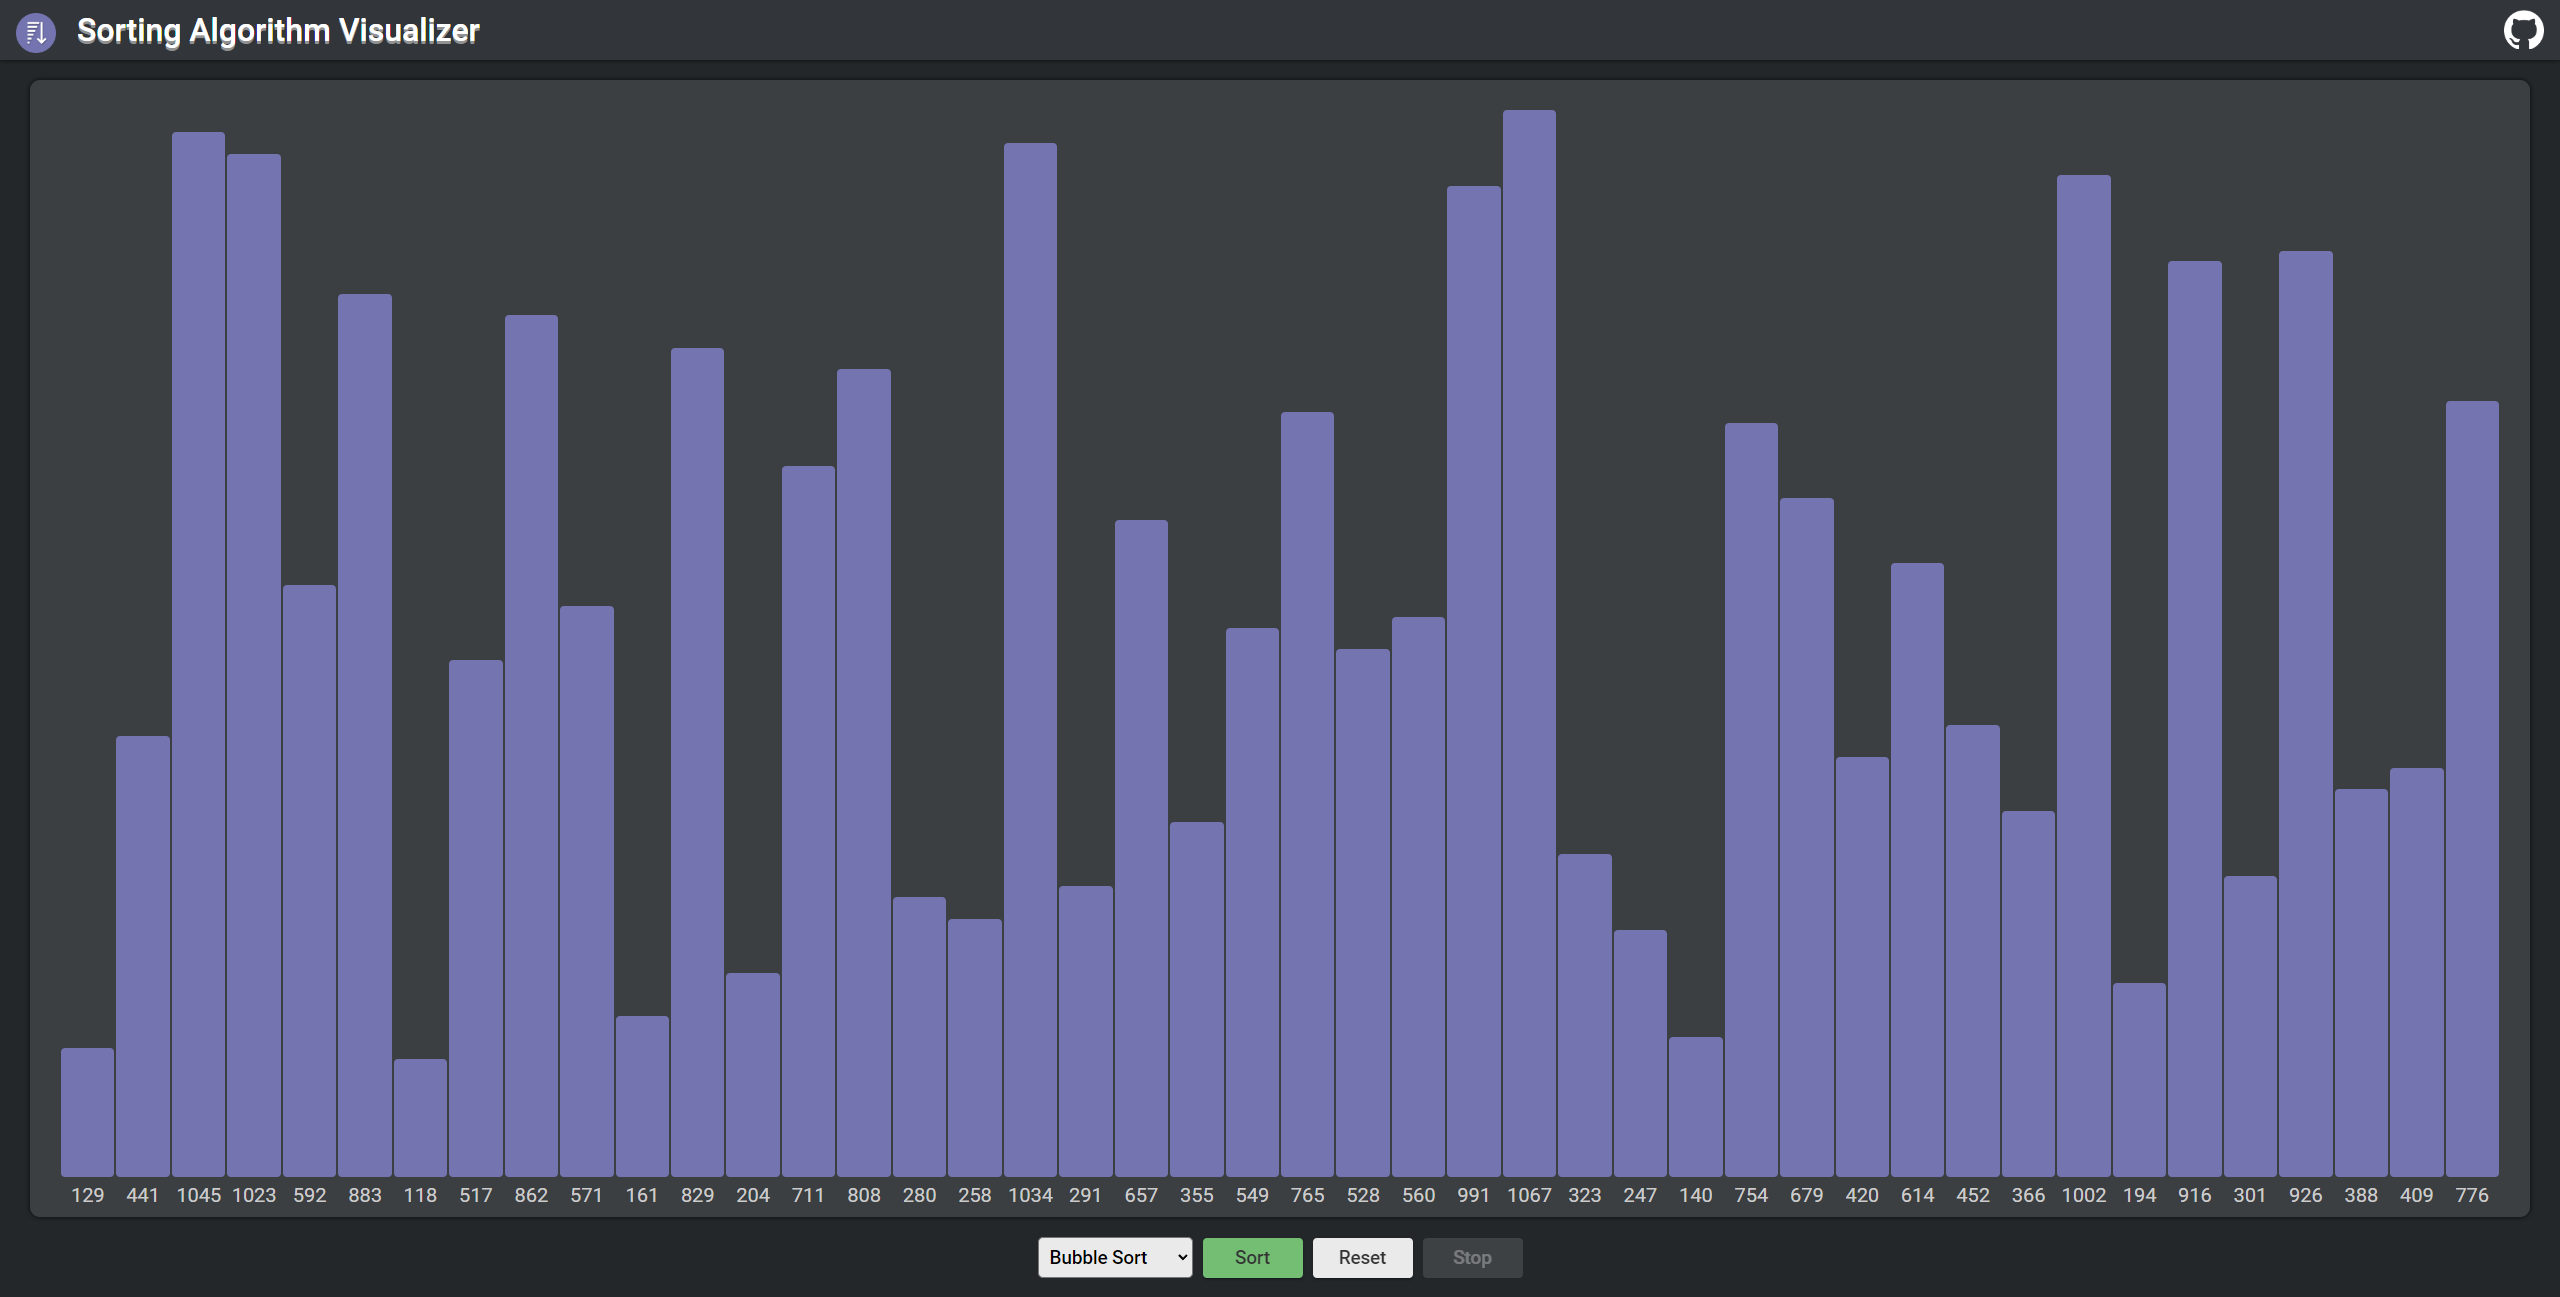 Sorting Algorithm Visualizer
129 441 1045 1023 592 883 118 517 862 571 161 829 204 711 808 280 258 1034 291 657 355 549 765 528 560 991 1067 323 247 140 754 679 420 614 452 366 1002 194 916 301 926 388 409 776
Bubble Sort Sort Reset Stop